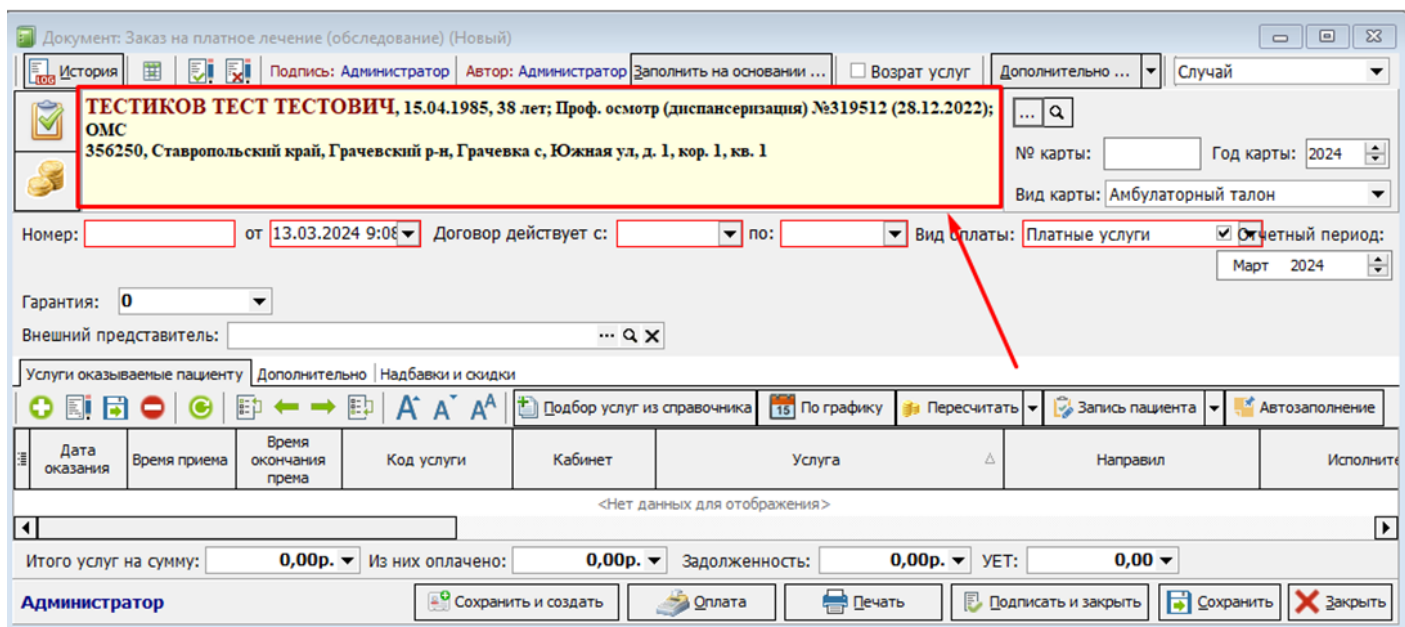 Документ: Заказ на платное лечение (обследование) (Новый)
LOG История Подпись: Администратор Автор: Администратор Заполнить на основании ... Возрат услуг Дополнительно ... Случай
ТЕСТИКОВ ТЕСТ ТЕСТОВИЧ, 15.04.1985, 38 лет; Проф. осмотр (диспансеризация) №319512 (28.12.2022);
ОМС
356250, Ставропольский край, Грачевский р-н, Грачевка с, Южная ул, д. 1, кор. 1, кв. 1
...
№ карты: Год карты: 2024
Вид карты: Амбулаторный талон
Номер: от 13.03.2024 9:08 Договор действует с: по: Вид оплаты: Платные услуги Отчетный период:
Март 2024
Гарантия: 0
Внешний представитель: ...
Услуги оказываемые пациенту Дополнительно Надбавки и скидки
Подбор услуг из справочника 15 По графику Пересчитать Запись пациента Автозаполнение
Дата оказания Время приема Время окончания према Код услуги Кабинет Услуга Направил Исполните
<Нет данных для отображения>
Итого услуг на сумму: 0,00р. Из них оплачено: 0,00р. Задолженность: 0,00р. УЕТ: 0,00
Администратор Сохранить и создать Оплата Печать Подписать и закрыть Сохранить Закрыть